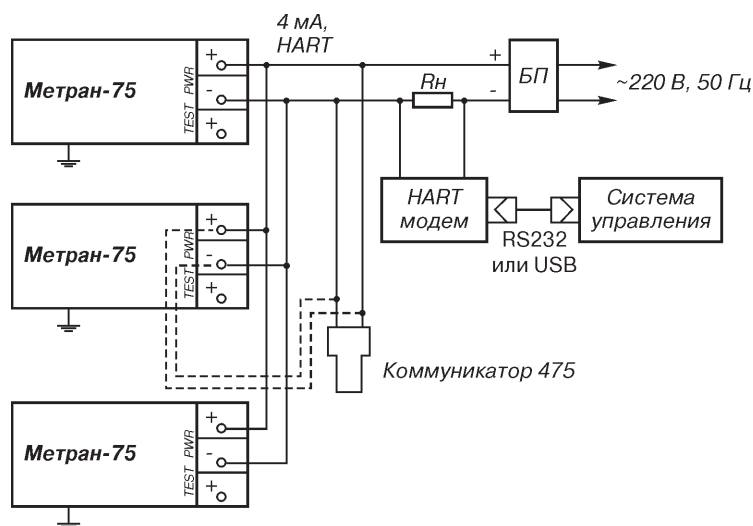 4 мА,
HART
Метран-75
+
PWR
-
TEST
+
+
-
Rн
БП
~220 В, 50 Гц
HART
модем
RS232
или USB
Система
управления
Метран-75
+
PWR
-
TEST
+
Коммуникатор 475
Метран-75
+
PWR
-
TEST
+